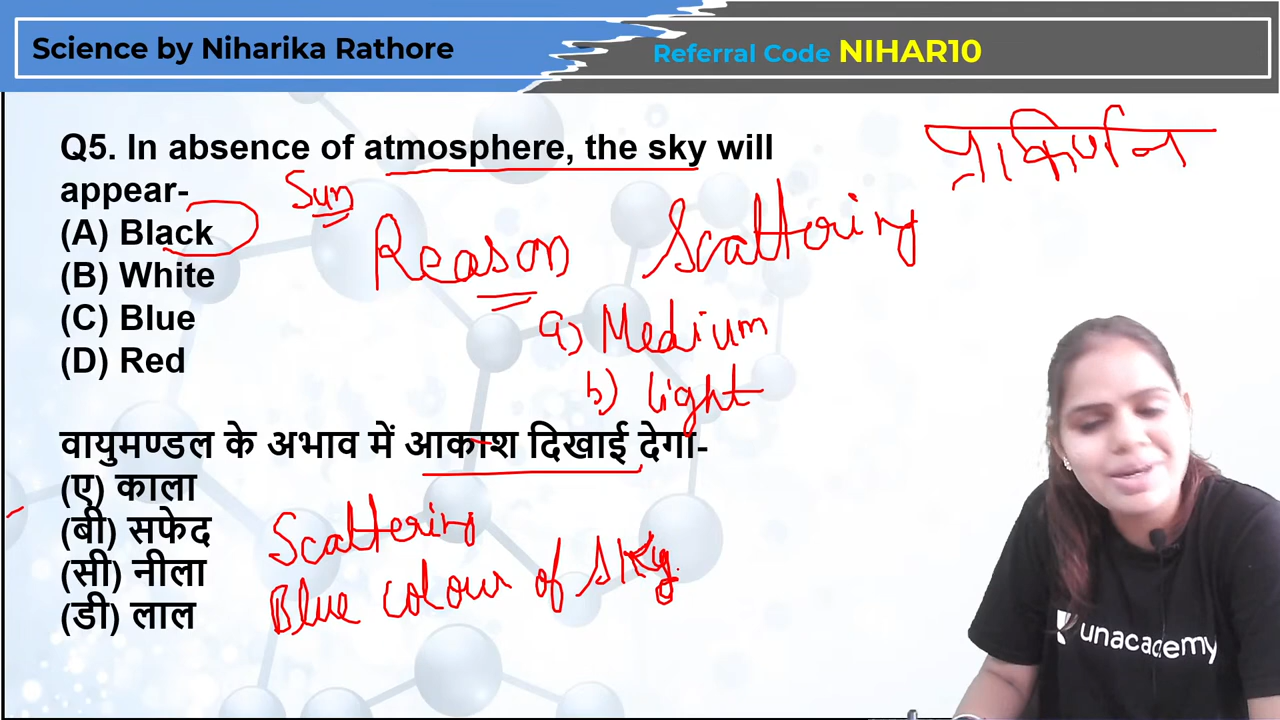 Science by Niharika Rathore
Referral Code NIHAR10
Q5. In absence of atmosphere, the sky will
appear-
(A) Black
(B) White
(C) Blue
(D) Red
Sun
Reason Scattering
प्राकिर्णन
a) Medium
b) light
वायुमण्डल के अभाव में आकाश दिखाई देगा-
(ए) काला
(बी) सफेद
(सी) नीला
(डी) लाल
Scattering
Blue colour of sky.
unacademy